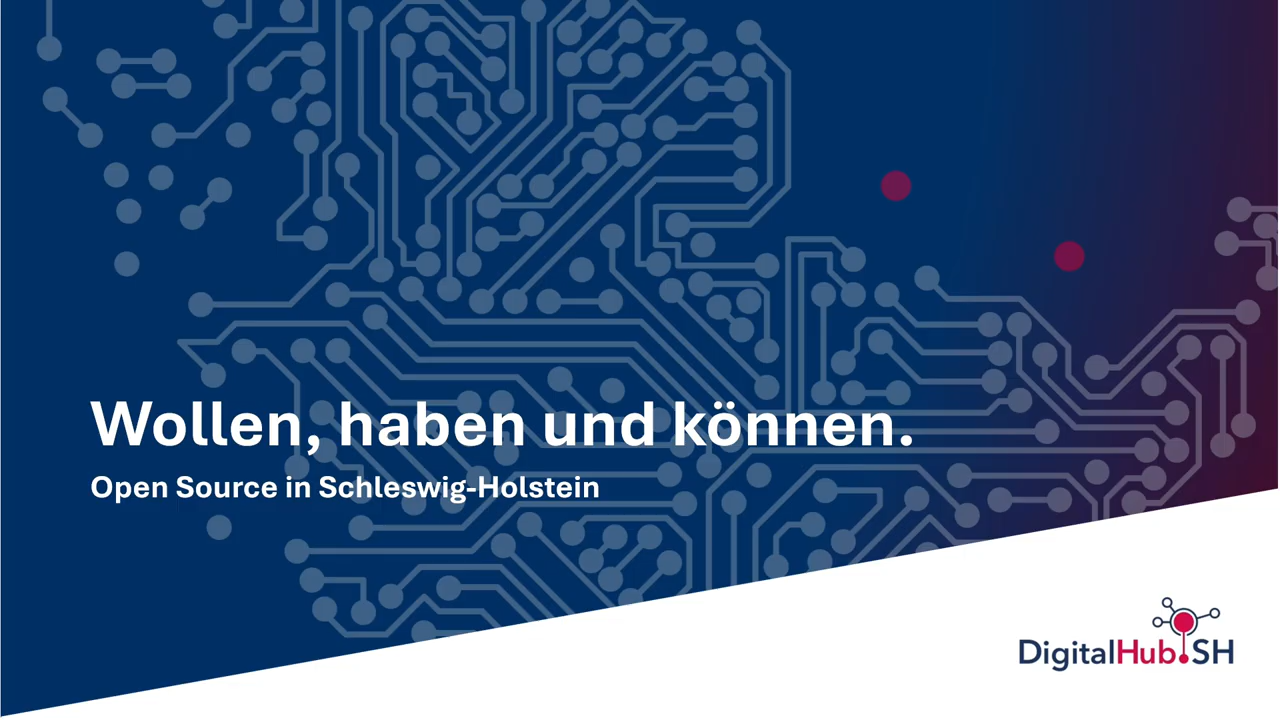 Wollen, haben und können.
Open Source in Schleswig-Holstein
DigitalHub.SH